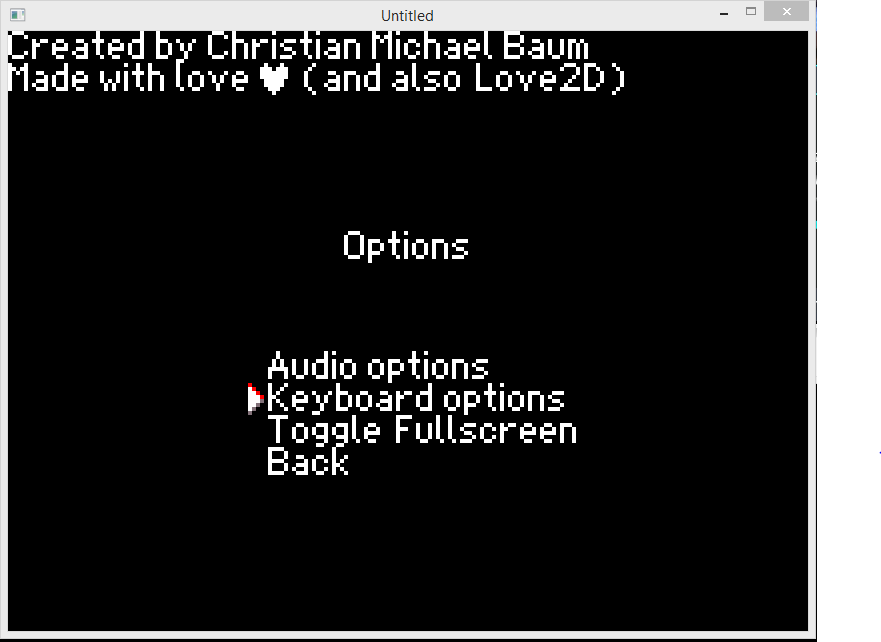 Untitled
Created by Christian Michael Baum
Made with love ♥ (and also Love2D)
Options
Audio options
Keyboard options
Toggle Fullscreen
Back